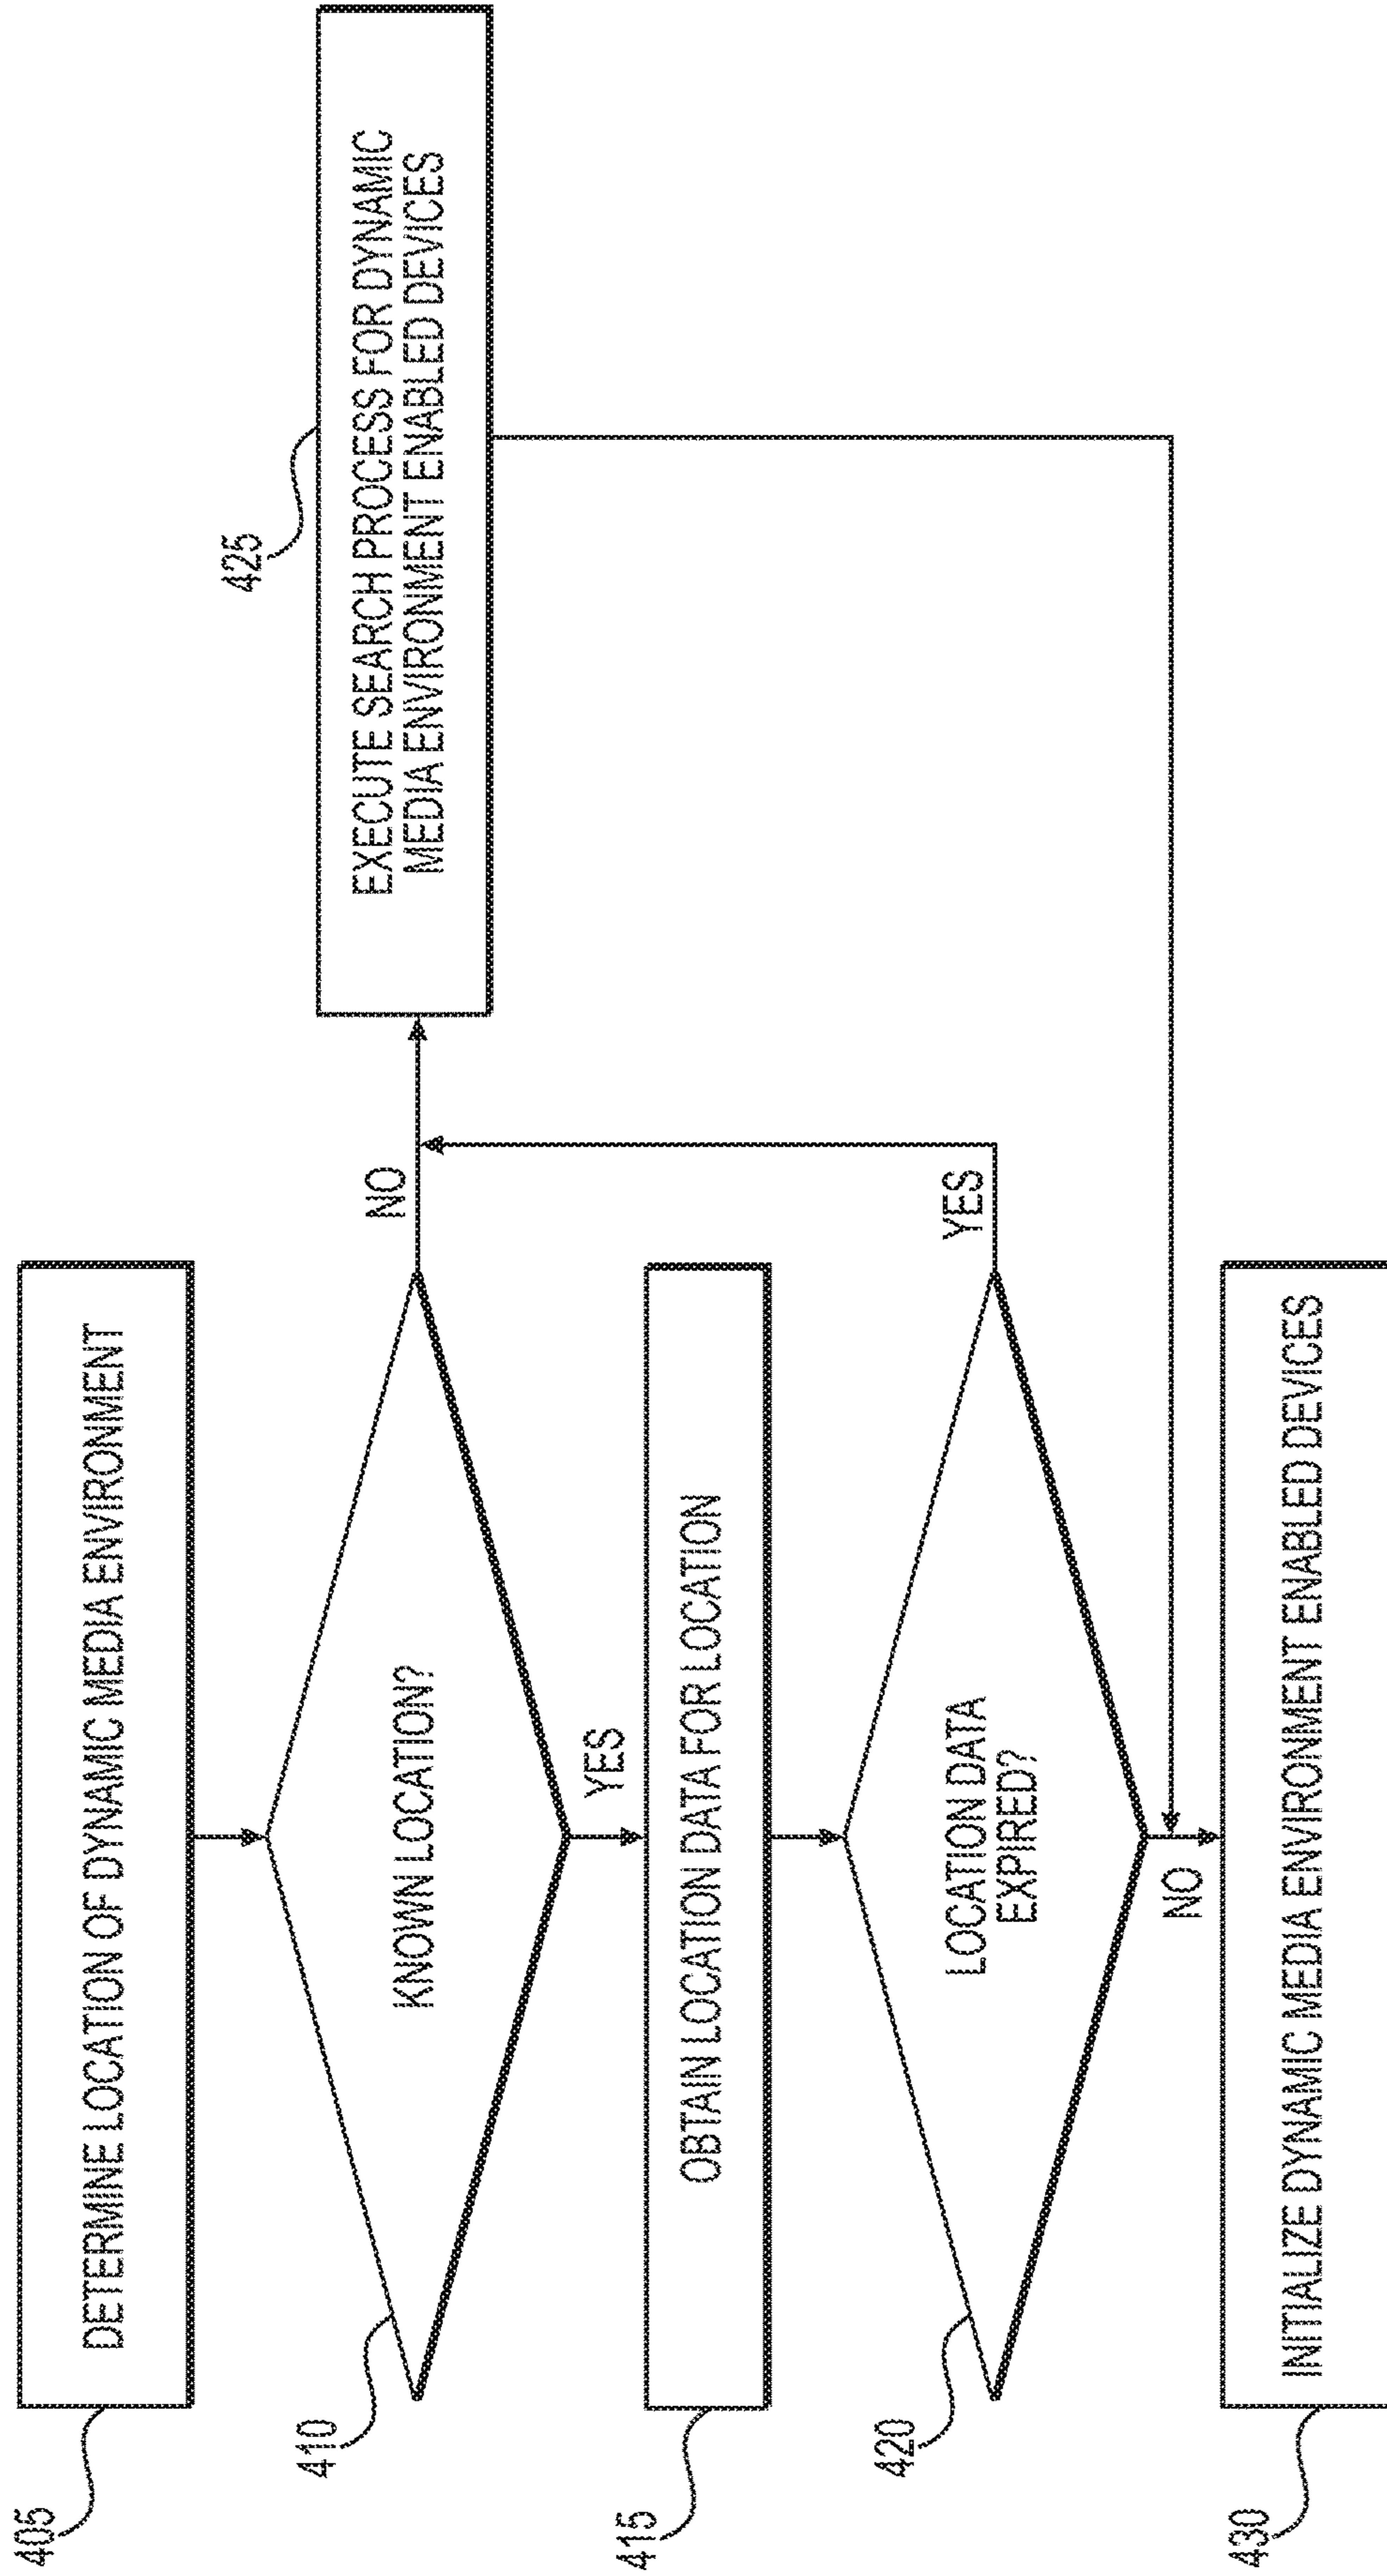 405
DETERMINE LOCATION OF DYNAMIC MEDIA ENVIRONMENT
410
KNOWN LOCATION?
NO
YES
425
EXECUTE SEARCH PROCESS FOR DYNAMIC
MEDIA ENVIRONMENT ENABLED DEVICES
415
OBTAIN LOCATION DATA FOR LOCATION
420
LOCATION DATA
EXPIRED?
YES
NO
430
INITIALIZE DYNAMIC MEDIA ENVIRONMENT ENABLED DEVICES